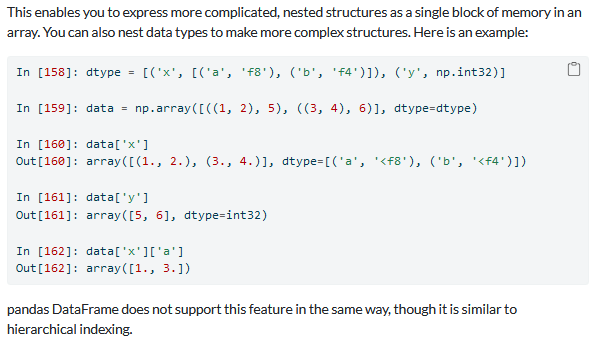 This enables you to express more complicated, nested structures as a single block of memory in an
array. You can also nest data types to make more complex structures. Here is an example:
In [158]: dtype = [('x', [('a', 'f8'), ('b', 'f4')]), ('y', np.int32)]
In [159]: data = np.array([((1, 2), 5), ((3, 4), 6)], dtype=dtype)
In [160]: data['x']
Out[160]: array([(1., 2.), (3., 4.)], dtype=[('a', '<f8'), ('b', '<f4')])
In [161]: data['y']
Out[161]: array([5, 6], dtype=int32)
In [162]: data['x']['a']
Out[162]: array([1., 3.])
pandas DataFrame does not support this feature in the same way, though it is similar to
hierarchical indexing.